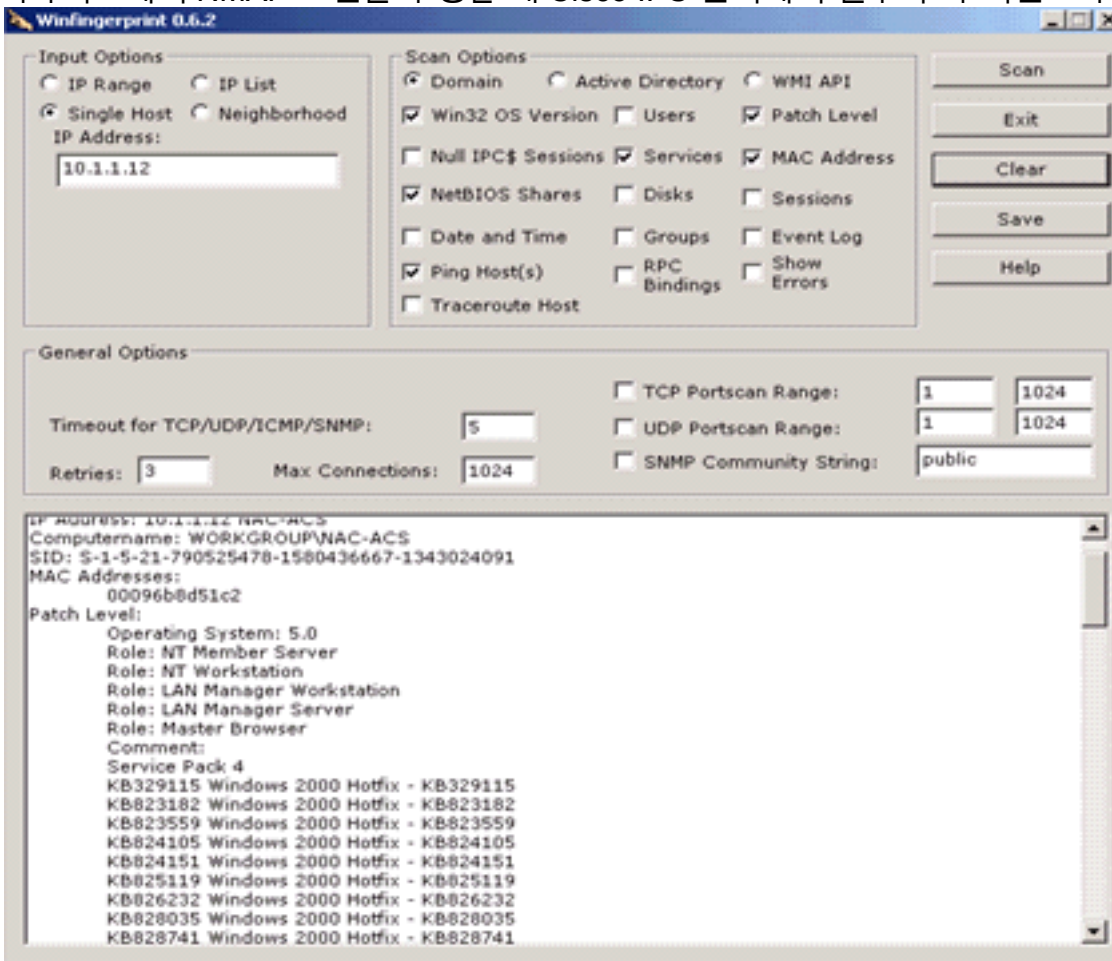 Winfingerprint 0.6.2
Input Options
IP Range
IP List
Single Host
Neighborhood
IP Address:
10.1.1.12
Scan Options
Domain
Active Directory
WMI API
Win32 OS Version
Users
Patch Level
Null IPC$ Sessions
Services
MAC Address
NetBIOS Shares
Disks
Sessions
Date and Time
Groups
Event Log
Ping Host(s)
RPC Bindings
Show Errors
Traceroute Host
Scan
Exit
Clear
Save
Help
General Options
Timeout for TCP/UDP/ICMP/SNMP:
5
Retries:
3
Max Connections:
1024
TCP Portscan Range:
1
1024
UDP Portscan Range:
1
1024
SNMP Community String:
public
IP Address: 10.1.1.12 NAC-ACS
Computername: WORKGROUP\NAC-ACS
SID: S-1-5-21-790525478-1580436667-1343024091
MAC Addresses:
00096b8d51c2
Patch Level:
Operating System: 5.0
Role: NT Member Server
Role: NT Workstation
Role: LAN Manager Workstation
Role: LAN Manager Server
Role: Master Browser
Comment:
Service Pack 4
KB329115 Windows 2000 Hotfix - KB329115
KB823182 Windows 2000 Hotfix - KB823182
KB823559 Windows 2000 Hotfix - KB823559
KB824105 Windows 2000 Hotfix - KB824105
KB824151 Windows 2000 Hotfix - KB824151
KB825119 Windows 2000 Hotfix - KB825119
KB826232 Windows 2000 Hotfix - KB826232
KB828035 Windows 2000 Hotfix - KB828035
KB828741 Windows 2000 Hotfix - KB828741